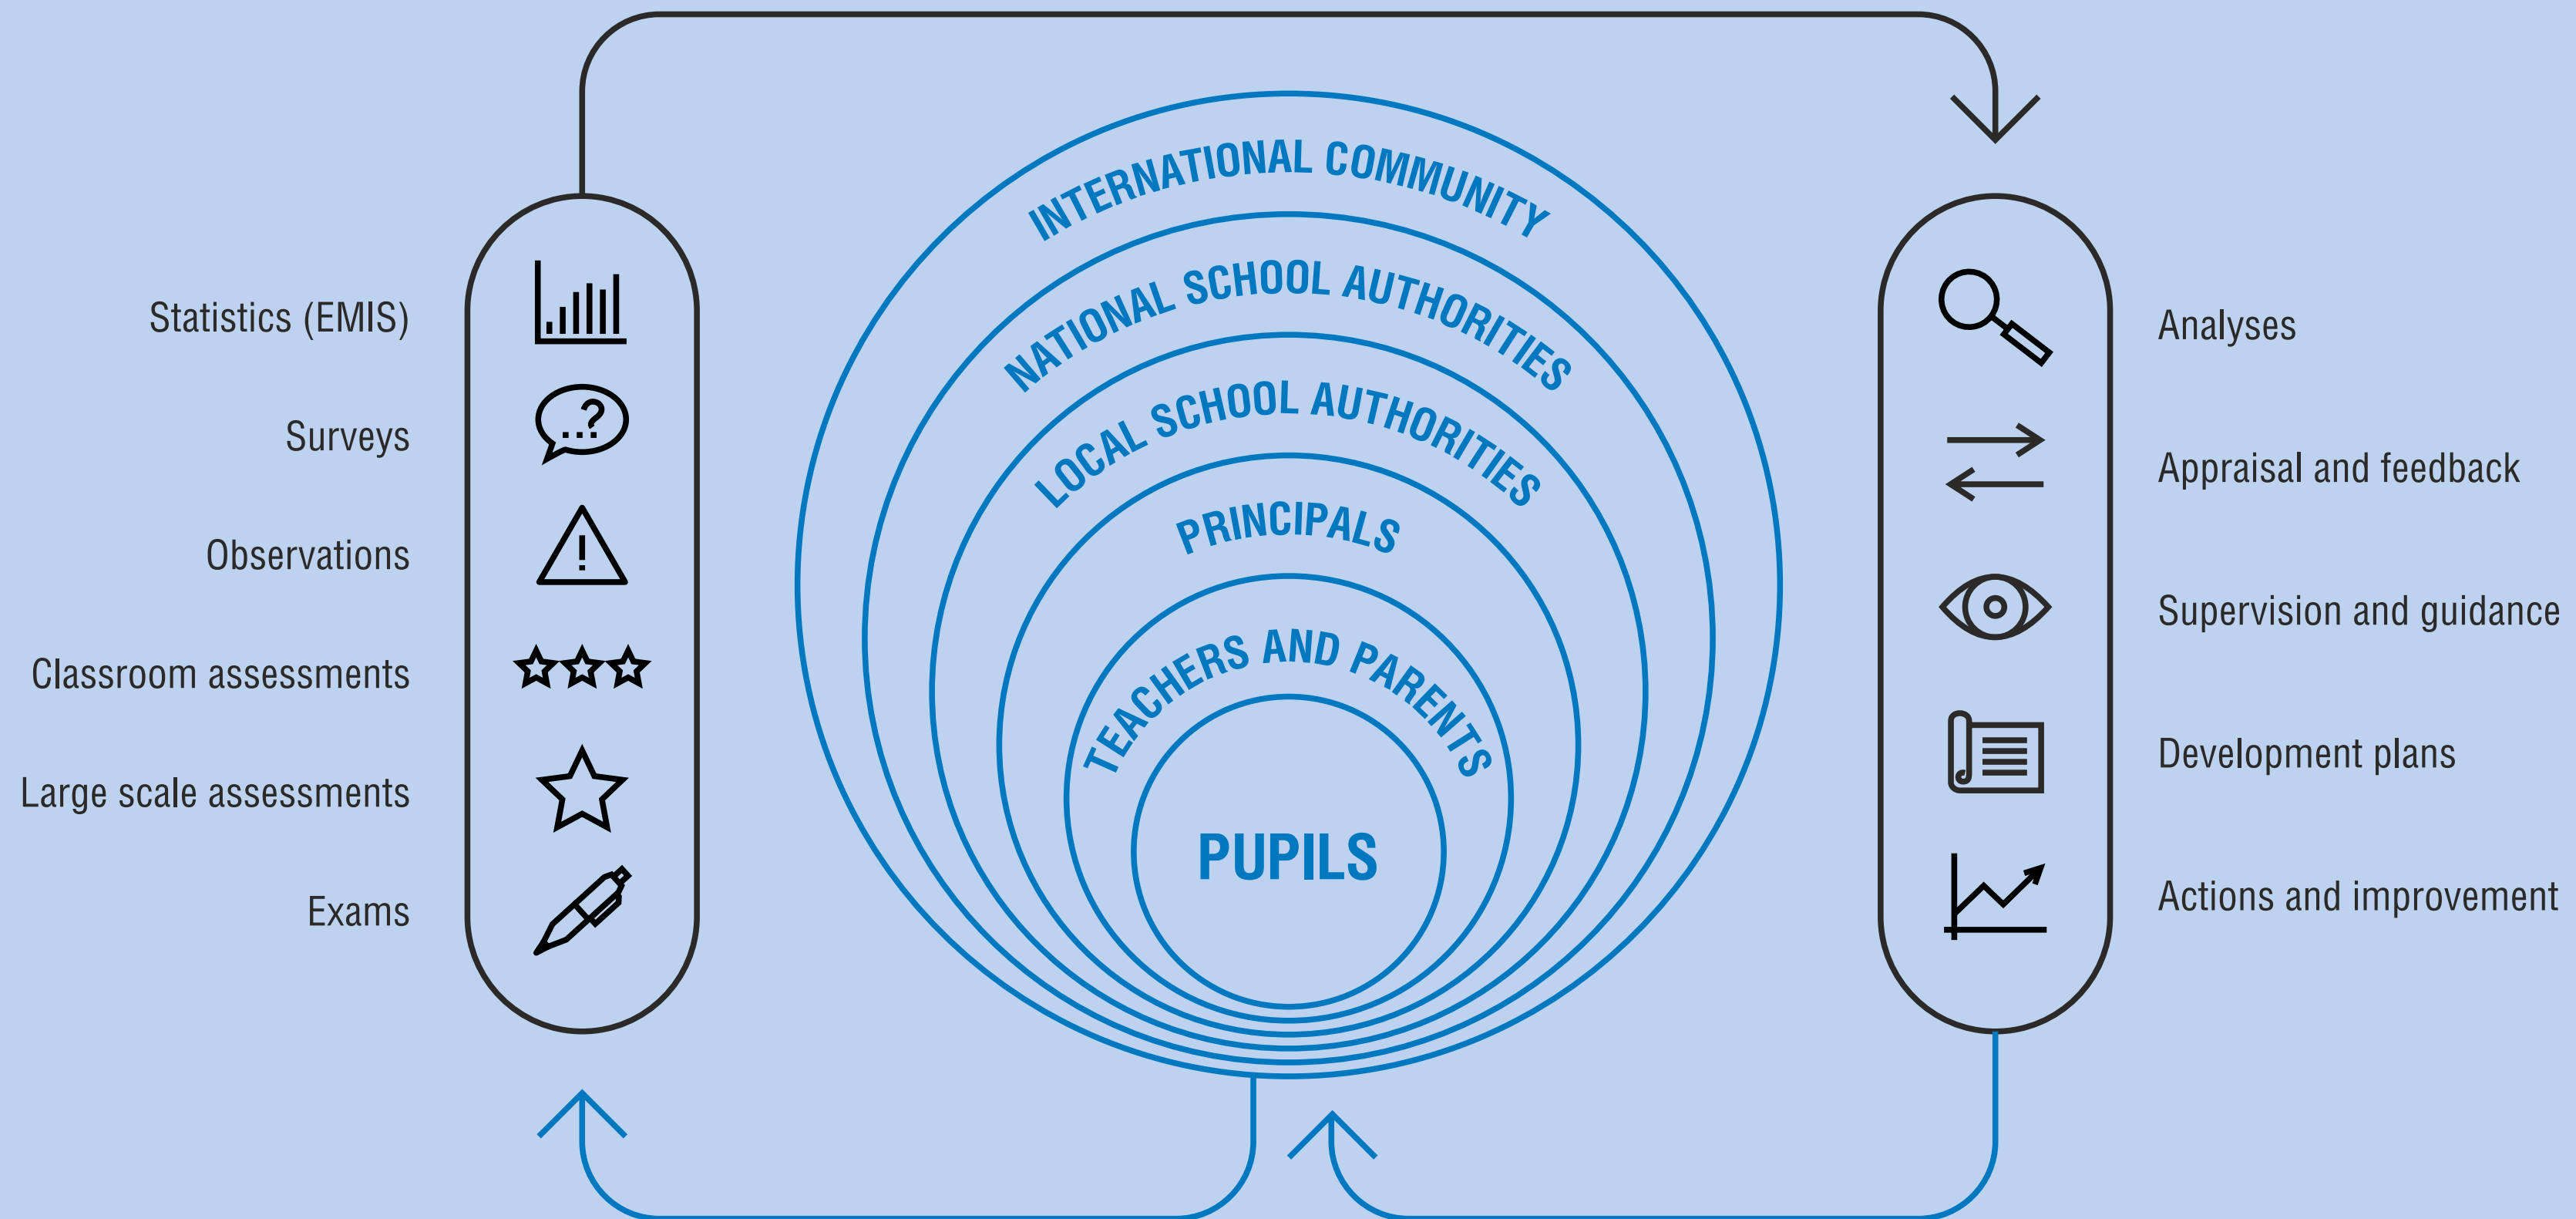 Statistics (EMIS)
Surveys
Observations
Classroom assessments
Large scale assessments
Exams
INTERNATIONAL COMMUNITY
NATIONAL SCHOOL AUTHORITIES
LOCAL SCHOOL AUTHORITIES
PRINCIPALS
TEACHERS AND PARENTS
PUPILS
Analyses
Appraisal and feedback
Supervision and guidance
Development plans
Actions and improvement